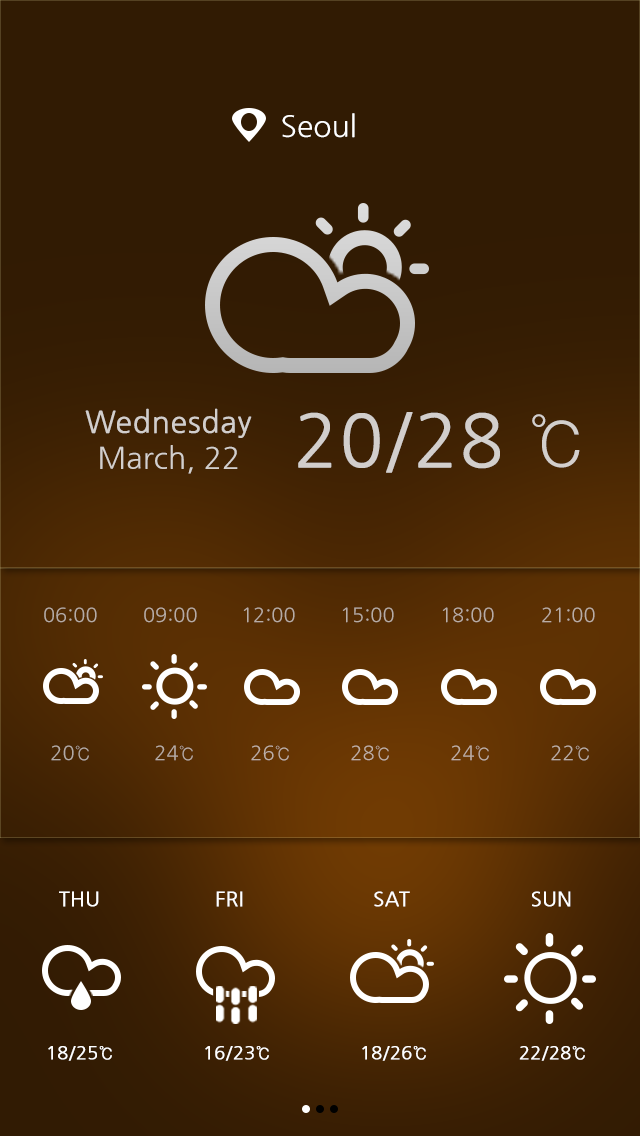 Seoul
Wednesday
March, 22
20/28 ℃
06:00 09:00 12:00 15:00 18:00 21:00
20℃ 24℃ 26℃ 28℃ 24℃ 22℃
THU FRI SAT SUN
18/25℃ 16/23℃ 18/26℃ 22/28℃